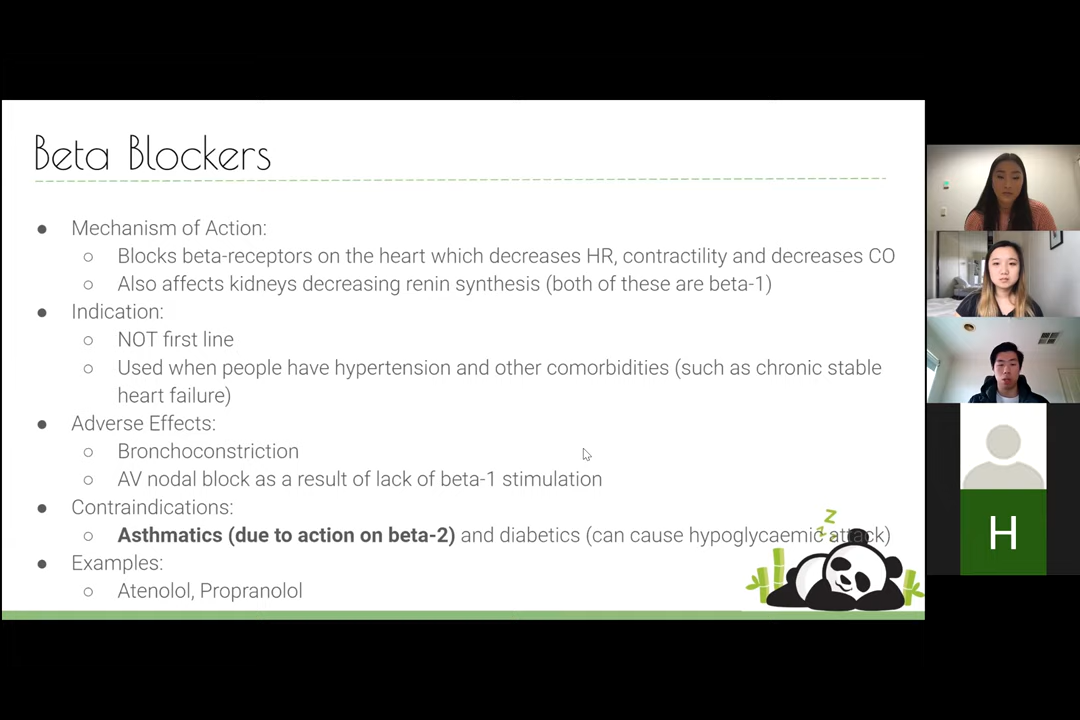 Beta Blockers
● Mechanism of Action:
○ Blocks beta-receptors on the heart which decreases HR, contractility and decreases CO
○ Also affects kidneys decreasing renin synthesis (both of these are beta-1)
● Indication:
○ NOT first line
○ Used when people have hypertension and other comorbidities (such as chronic stable
heart failure)
● Adverse Effects:
○ Bronchoconstriction
○ AV nodal block as a result of lack of beta-1 stimulation
● Contraindications:
○ Asthmatics (due to action on beta-2) and diabetics (can cause hypoglycaemic attack)
● Examples:
○ Atenolol, Propranolol
z
z
z
H